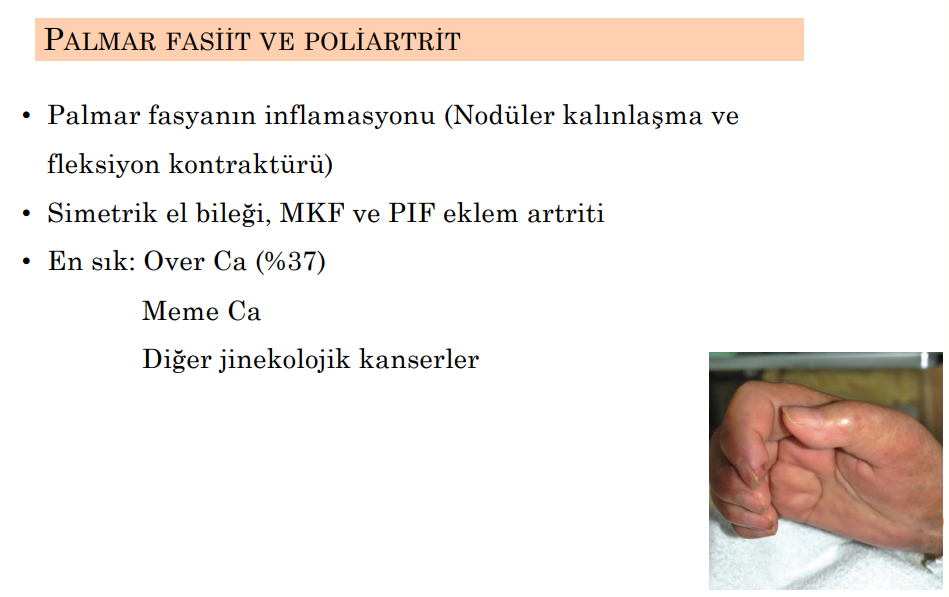 PALMAR FASİİT VE POLİARTRİT
• Palmar fasyanın inflamasyonu (Nodüler kalınlaşma ve
fleksiyon kontraktürü)
• Simetrik el bileği, MKF ve PIF eklem artriti
• En sık: Over Ca (%37)
Meme Ca
Diğer jinekolojik kanserler